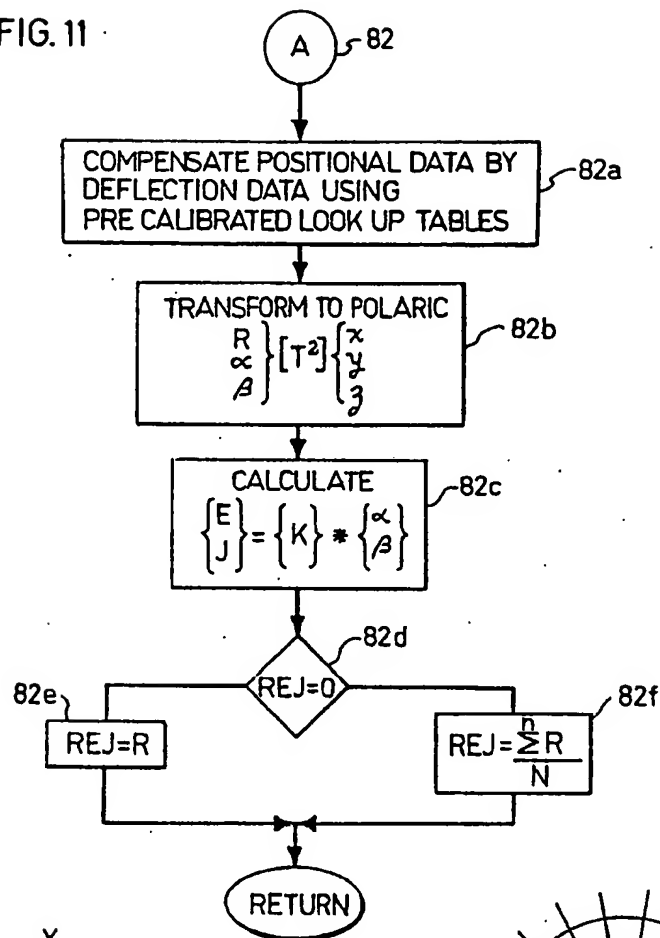 FIG. 11
A
82
COMPENSATE POSITIONAL DATA BY
DEFLECTION DATA USING
PRE CALIBRATED LOOK UP TABLES
82a
TRANSFORM TO POLARIC
R
α
β
[T²]
x
y
z
82b
CALCULATE
{E J} = {K} * {α β}
82c
REJ=0
82d
82e
REJ=R
82f
REJ=
n
Σ R
N
RETURN
X